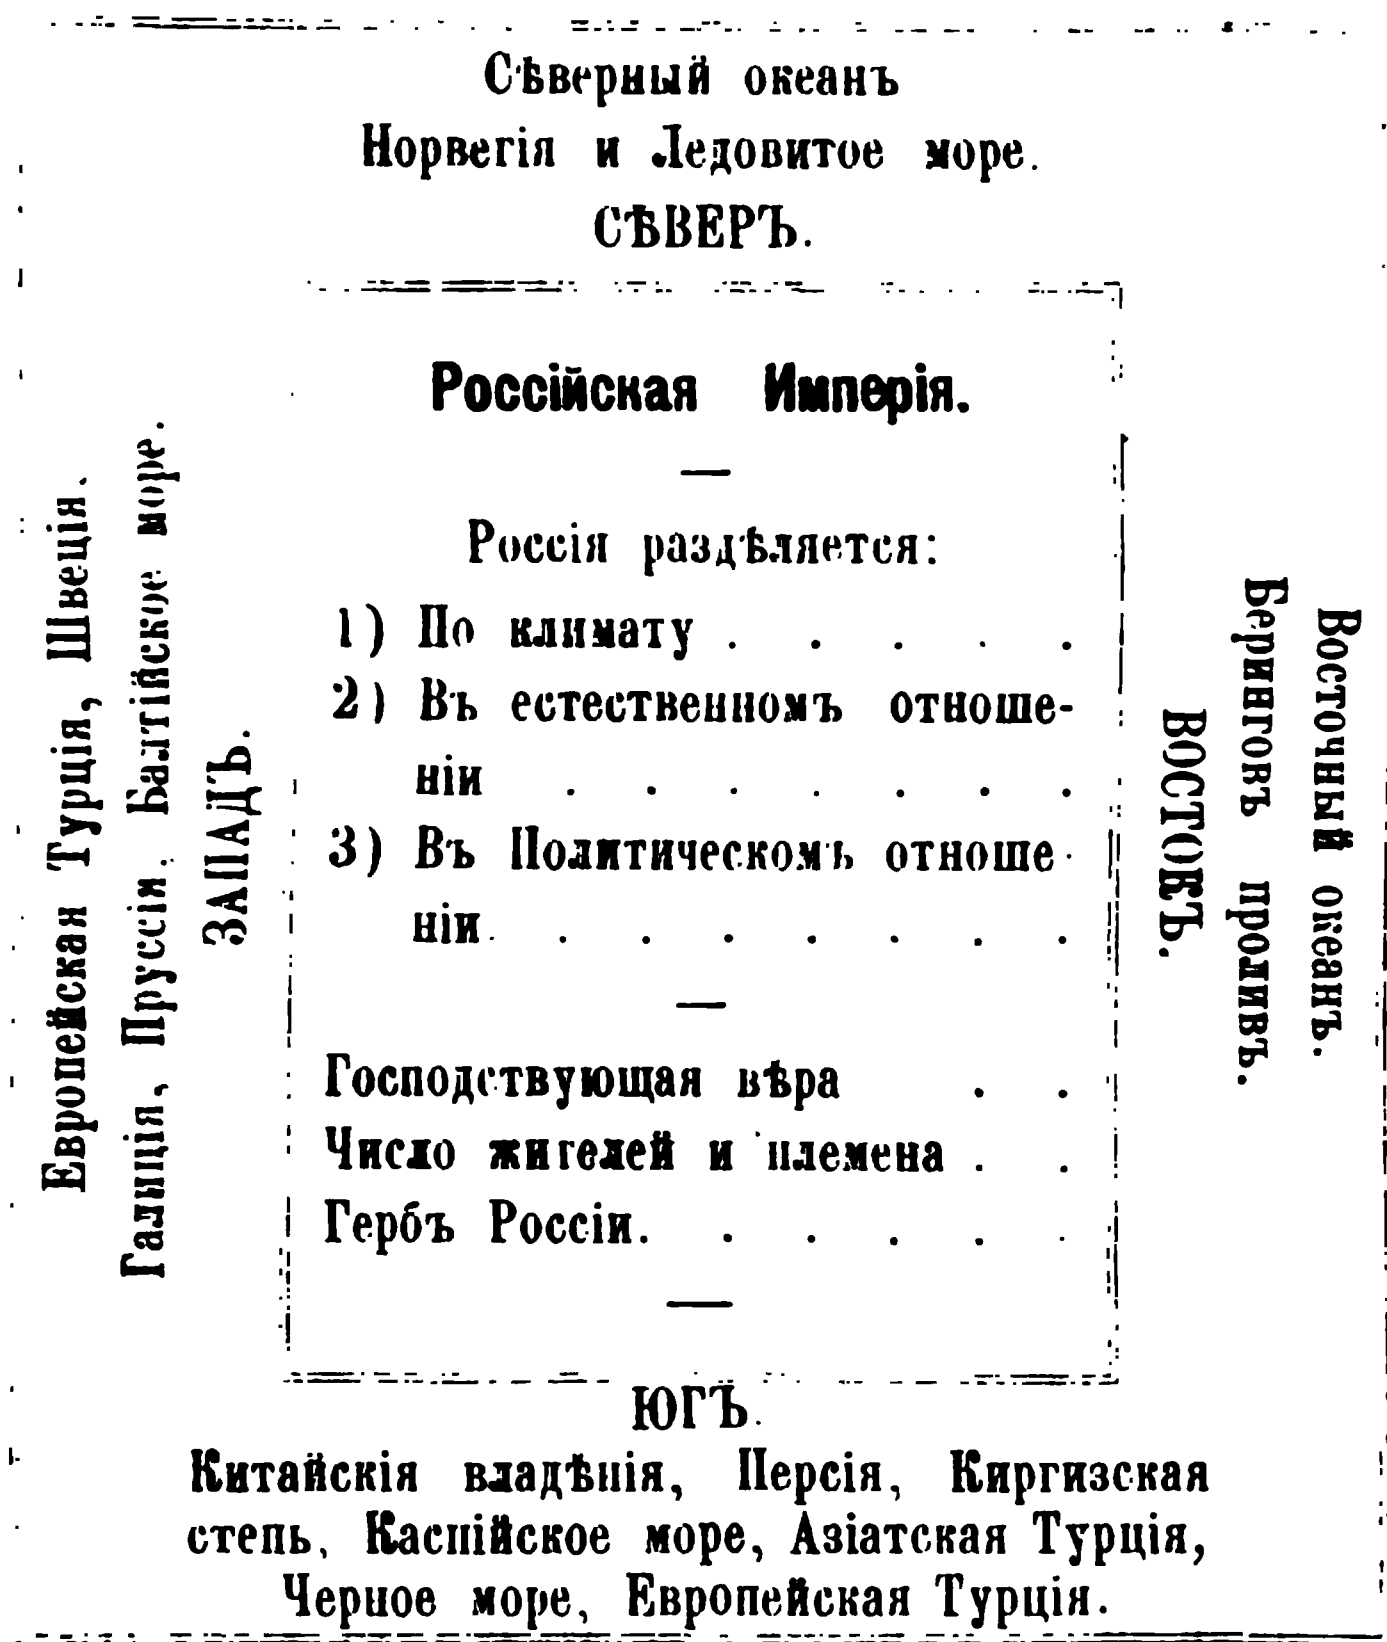 Сѣверный океанъ
Норвегія и Ледовитое море.
СѢВЕРЪ.
Европейская Турція, Швеція.
Галиція, Пруссія. Балтійское море.
ЗАПАДЪ.
Россійская Имперія.
Россія раздѣляется:
1) По климату . . . . .
2) Въ естественномъ отноше-
ніи . . . . . . .
3) Въ Политическомъ отноше-
ніи. . . . . . . .
Господствующая вѣра . .
Число жителей и племена . .
Гербъ Россіи. . . . . .
ВОСТОКЪ.
Беринговъ проливъ.
Восточный океанъ.
ЮГЪ.
Китайскія владѣнія, Персія, Киргизская
степь, Каспійское море, Азіатская Турція,
Черное море, Европейская Турція.